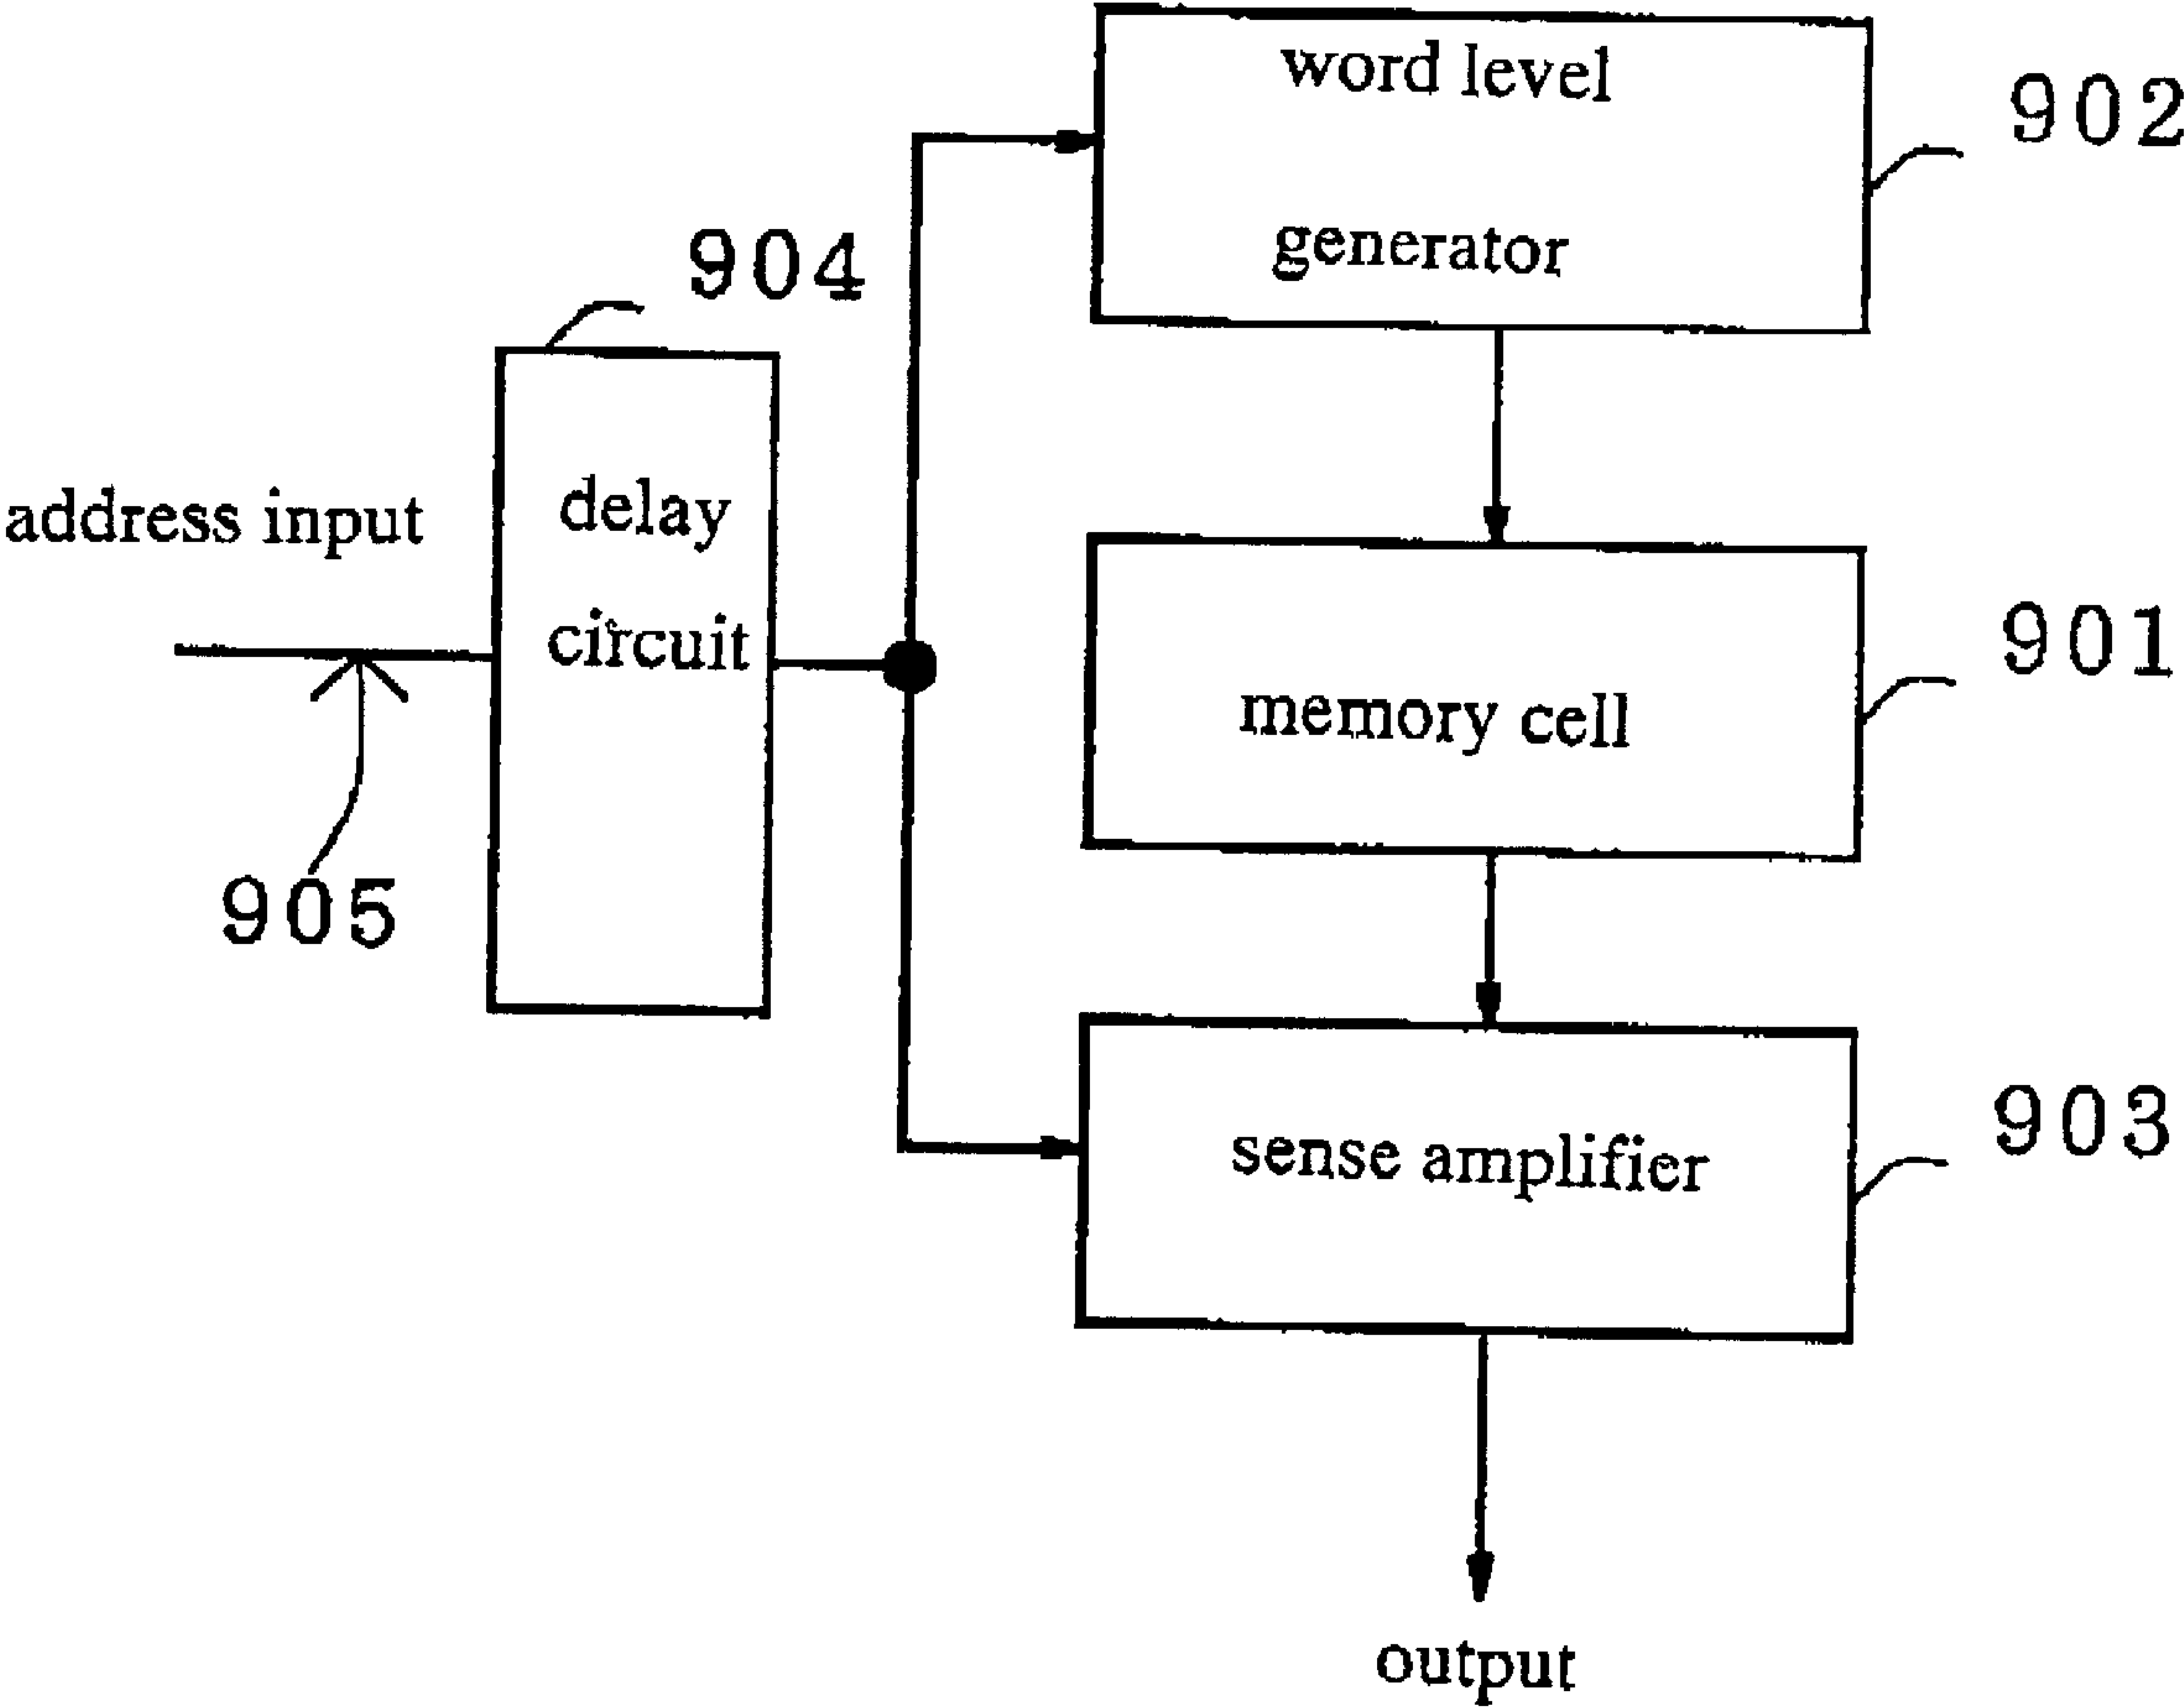 word level
902
generator
904
address input
delay
circuit
901
memory cell
905
903
sense amplifier
output